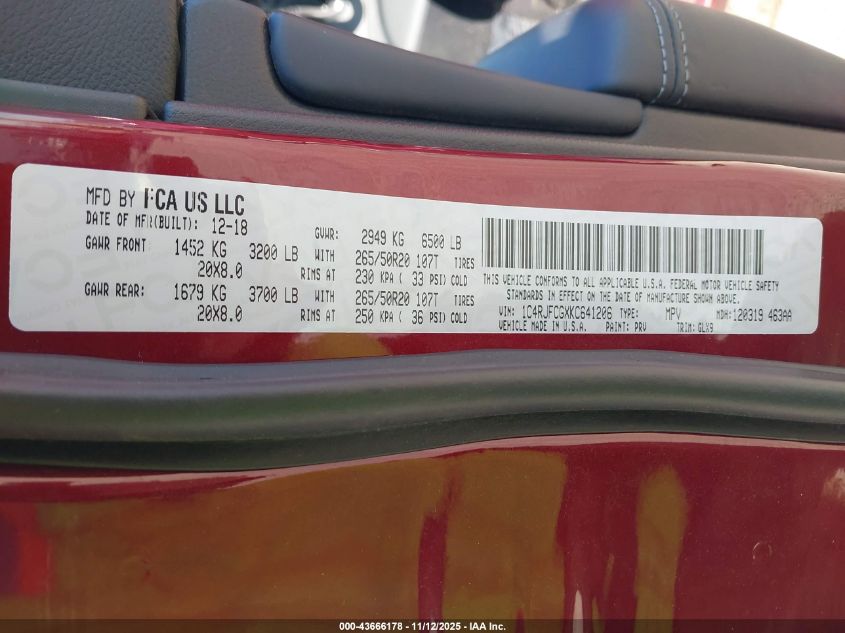 MFD BY FCA US LLC
DATE OF MFR(BUILT): 12-18 GVWR: 2949 KG 6500 LB
GAWR FRONT 1452 KG 3200 LB WITH 265/50R20 107T TIRES
20X8.0 RIMS AT 230 KPA ( 33 PSI) COLD
GAWR REAR: 1679 KG 3700 LB WITH 265/50R20 107T TIRES
20X8.0 RIMS AT 250 KPA ( 36 PSI) COLD
THIS VEHICLE CONFORMS TO ALL APPLICABLE U.S.A. FEDERAL MOTOR VEHICLE SAFETY
STANDARDS IN EFFECT ON THE DATE OF MANUFACTURE SHOWN ABOVE.
VIN: 1C4RJFCGXKC641206 TYPE: MPV MDH: 120319 463AA
VEHICLE MADE IN U.S.A. PAINT: PRV TRIM: GLX9
000-43666178 - 11/12/2025 - IAA Inc.